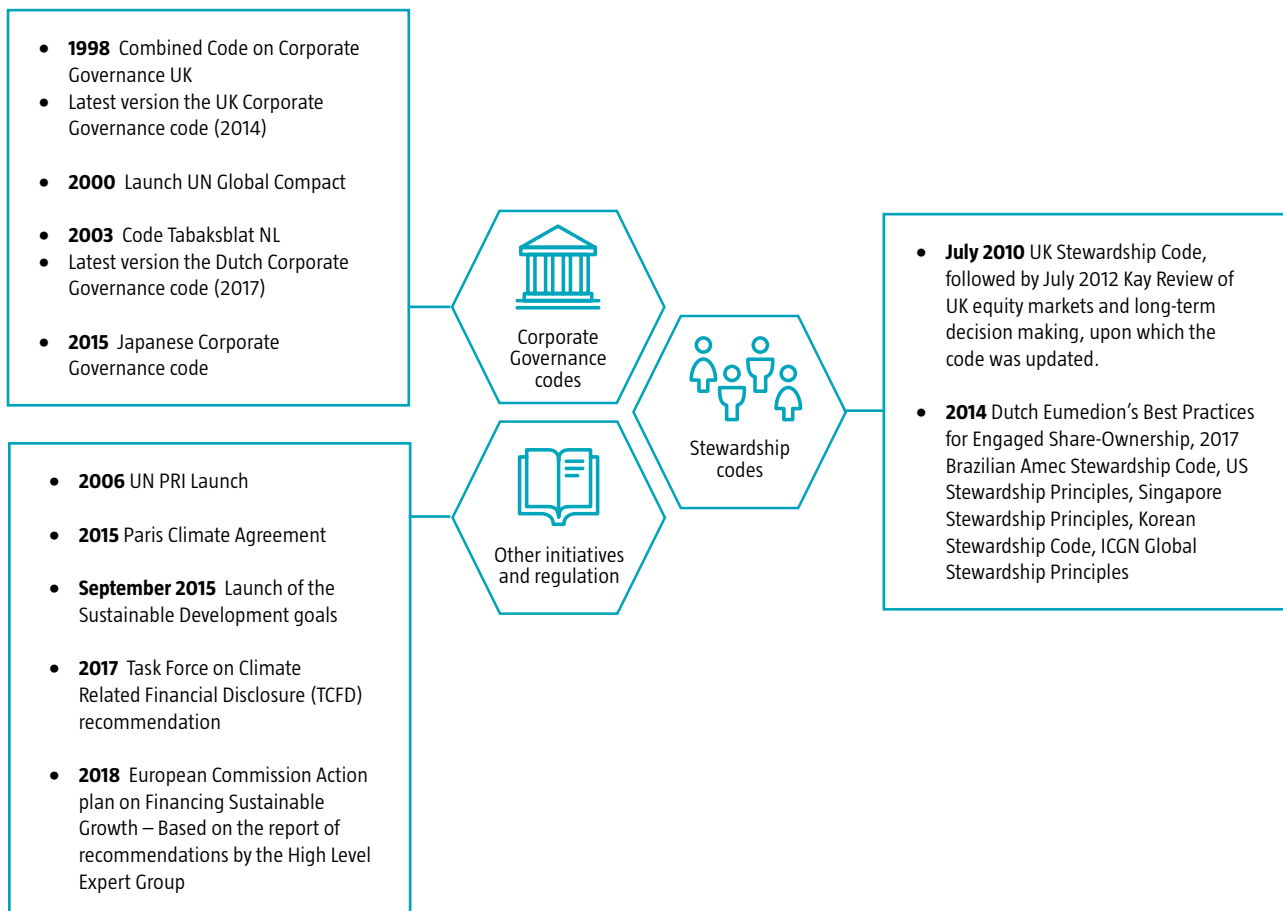 • 1998 Combined Code on Corporate
Governance UK
• Latest version the UK Corporate
Governance code (2014)
• 2000 Launch UN Global Compact
• 2003 Code Tabaksblat NL
• Latest version the Dutch Corporate
Governance code (2017)
• 2015 Japanese Corporate
Governance code
Corporate
Governance
codes
• 2006 UN PRI Launch
• 2015 Paris Climate Agreement
• September 2015 Launch of the
Sustainable Development goals
• 2017 Task Force on Climate
Related Financial Disclosure (TCFD)
recommendation
• 2018 European Commission Action
plan on Financing Sustainable
Growth – Based on the report of
recommendations by the High Level
Expert Group
Other initiatives
and regulation
Stewardship
codes
• July 2010 UK Stewardship Code,
followed by July 2012 Kay Review of
UK equity markets and long-term
decision making, upon which the
code was updated.
• 2014 Dutch Eumedion's Best Practices
for Engaged Share-Ownership, 2017
Brazilian Amec Stewardship Code, US
Stewardship Principles, Singapore
Stewardship Principles, Korean
Stewardship Code, ICGN Global
Stewardship Principles